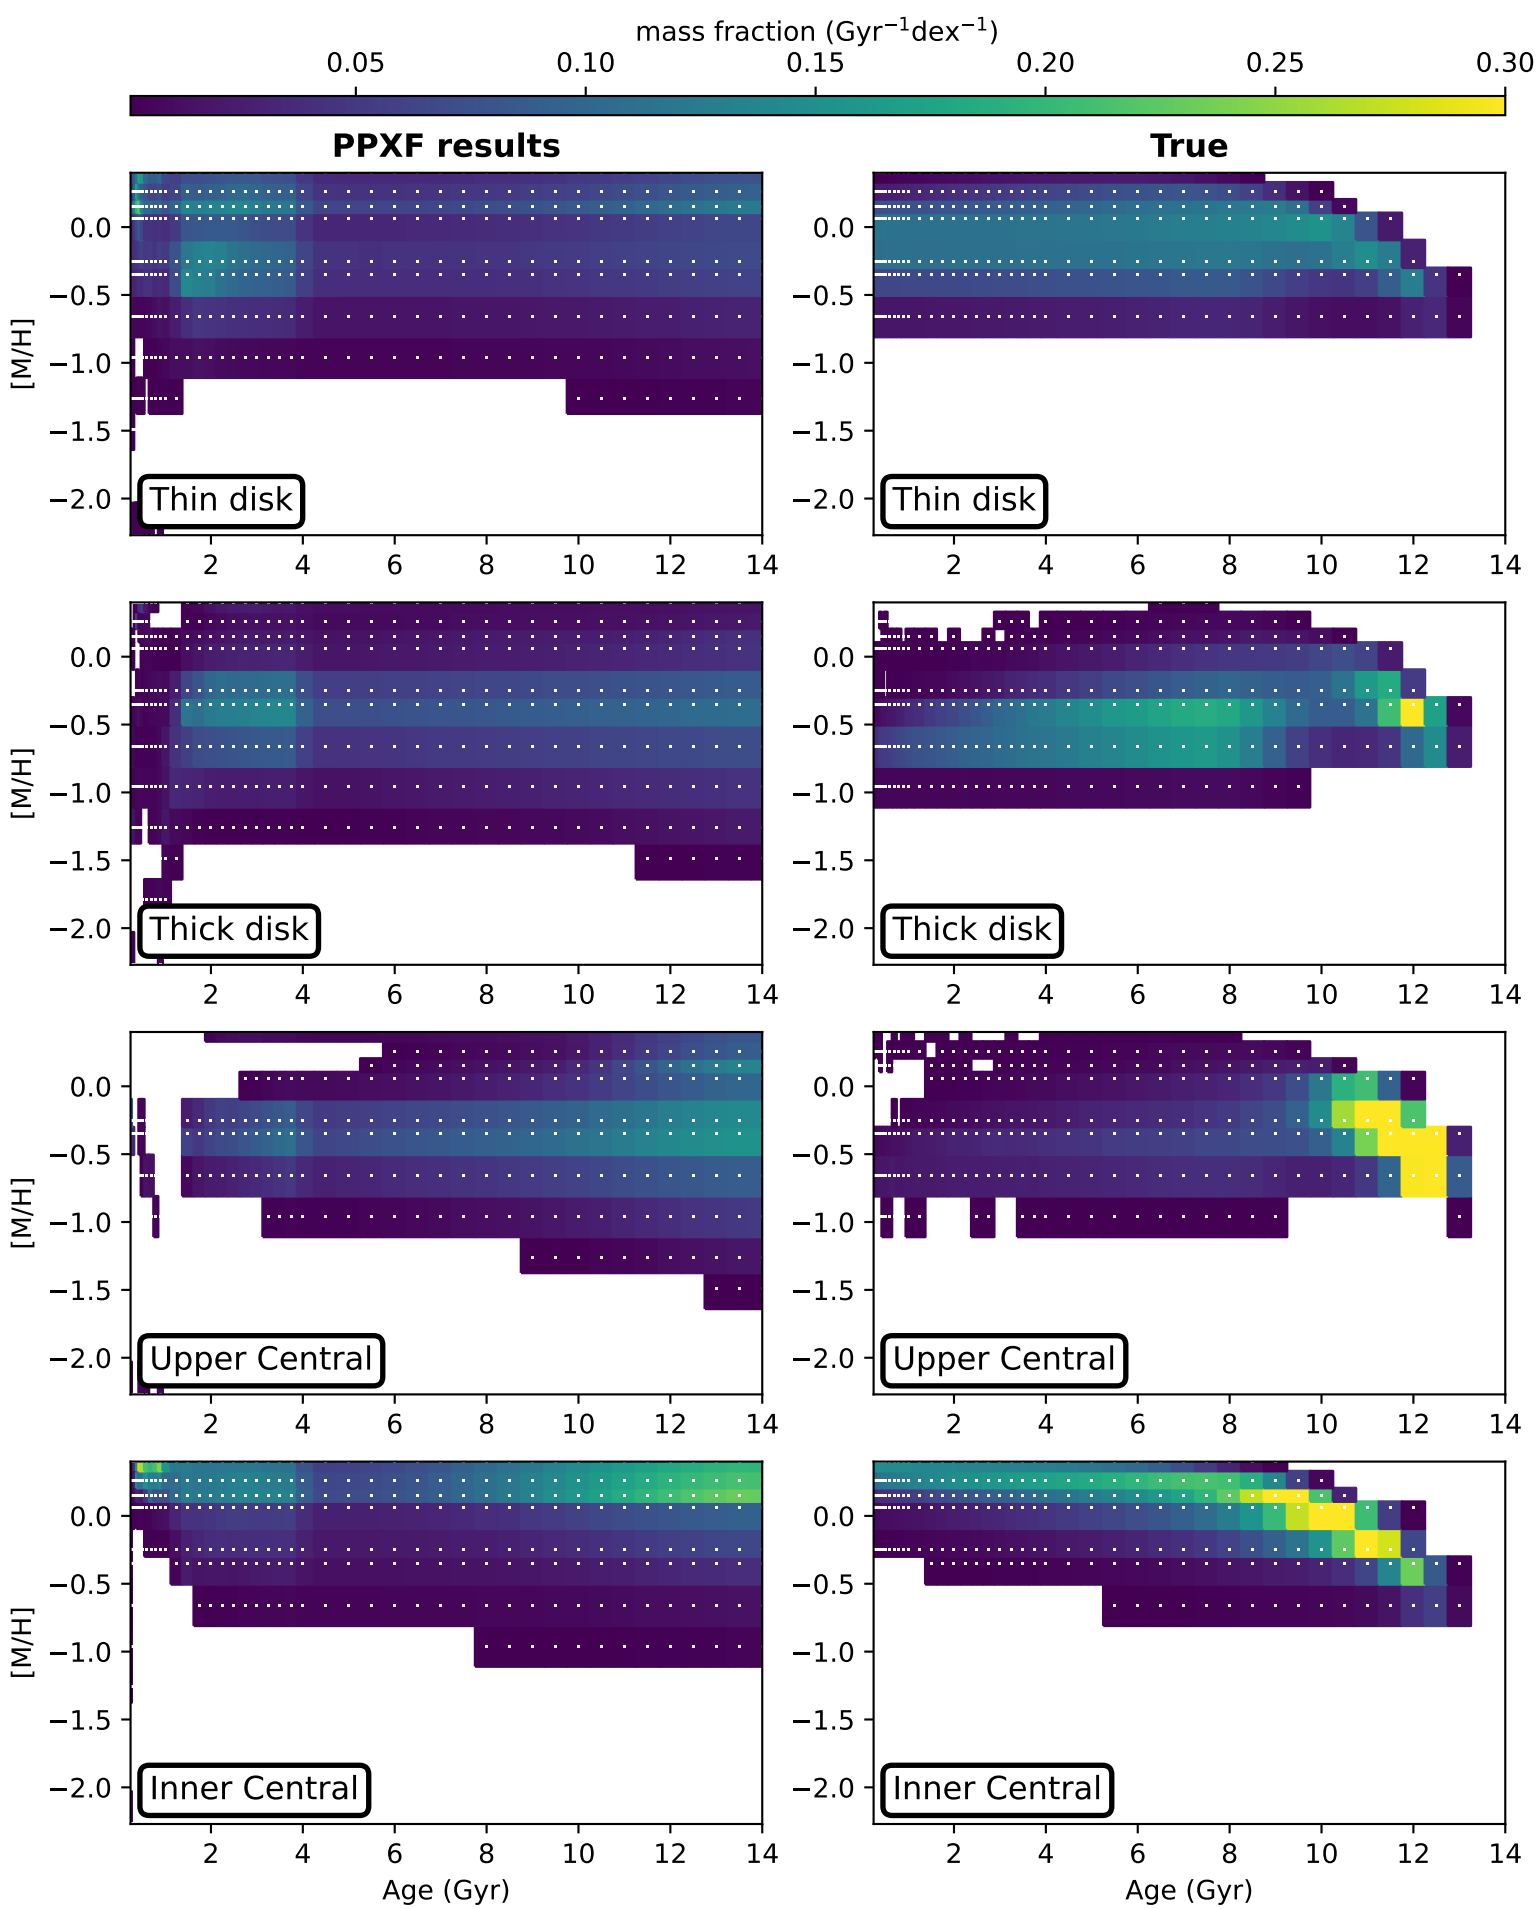 mass fraction (Gyr⁻¹dex⁻¹)
0.05 0.10 0.15 0.20 0.25 0.30
PPXF results True
[M/H]
0.0
−0.5
−1.0
−1.5
−2.0
Thin disk
2 4 6 8 10 12 14
0.0
−0.5
−1.0
−1.5
−2.0
Thin disk
2 4 6 8 10 12 14
[M/H]
0.0
−0.5
−1.0
−1.5
−2.0
Thick disk
2 4 6 8 10 12 14
0.0
−0.5
−1.0
−1.5
−2.0
Thick disk
2 4 6 8 10 12 14
[M/H]
0.0
−0.5
−1.0
−1.5
−2.0
Upper Central
2 4 6 8 10 12 14
0.0
−0.5
−1.0
−1.5
−2.0
Upper Central
2 4 6 8 10 12 14
[M/H]
0.0
−0.5
−1.0
−1.5
−2.0
Inner Central
2 4 6 8 10 12 14
Age (Gyr)
0.0
−0.5
−1.0
−1.5
−2.0
Inner Central
2 4 6 8 10 12 14
Age (Gyr)